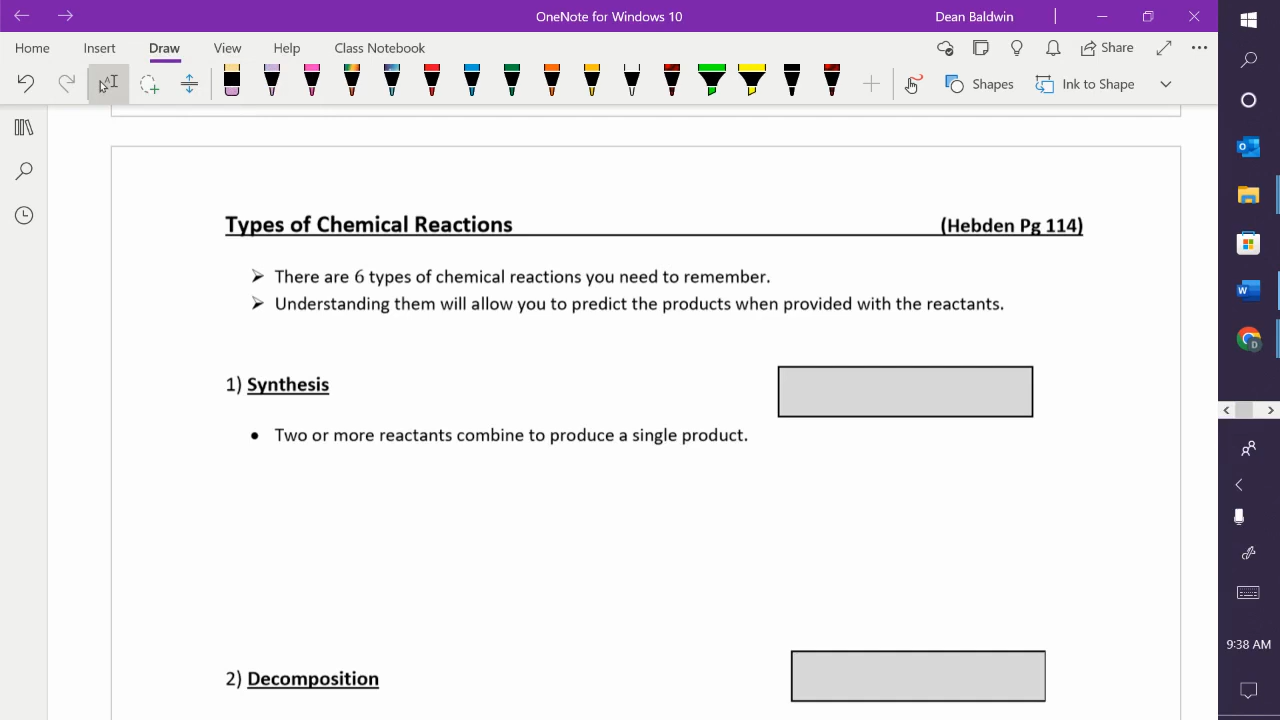 OneNote for Windows 10
Dean Baldwin
Home Insert Draw View Help Class Notebook
Share
Shapes
Ink to Shape
Types of Chemical Reactions (Hebden Pg 114)
There are 6 types of chemical reactions you need to remember.
Understanding them will allow you to predict the products when provided with the reactants.
1) Synthesis
Two or more reactants combine to produce a single product.
2) Decomposition
9:38 AM